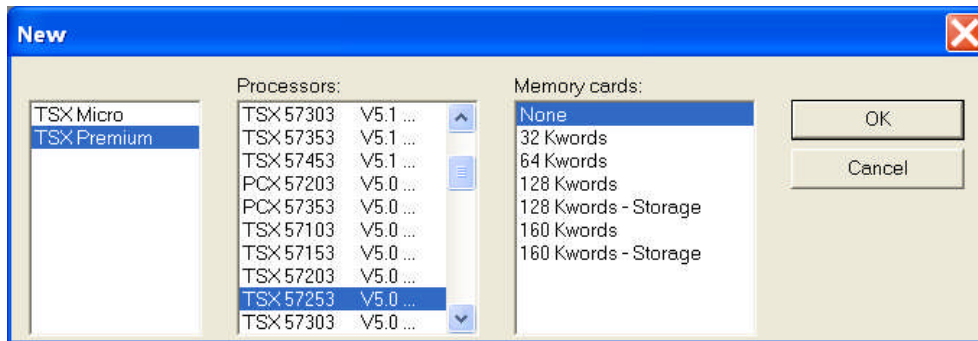 New
TSX Micro
TSX Premium
Processors:
TSX 57303 V5.1 ...
TSX 57353 V5.1 ...
TSX 57453 V5.1 ...
PCX 57203 V5.0 ...
PCX 57353 V5.0 ...
TSX 57103 V5.0 ...
TSX 57153 V5.0 ...
TSX 57203 V5.0 ...
TSX 57253 V5.0 ...
TSX 57303 V5.0 ...
Memory cards:
None
32 Kwords
64 Kwords
128 Kwords
128 Kwords - Storage
160 Kwords
160 Kwords - Storage
OK
Cancel